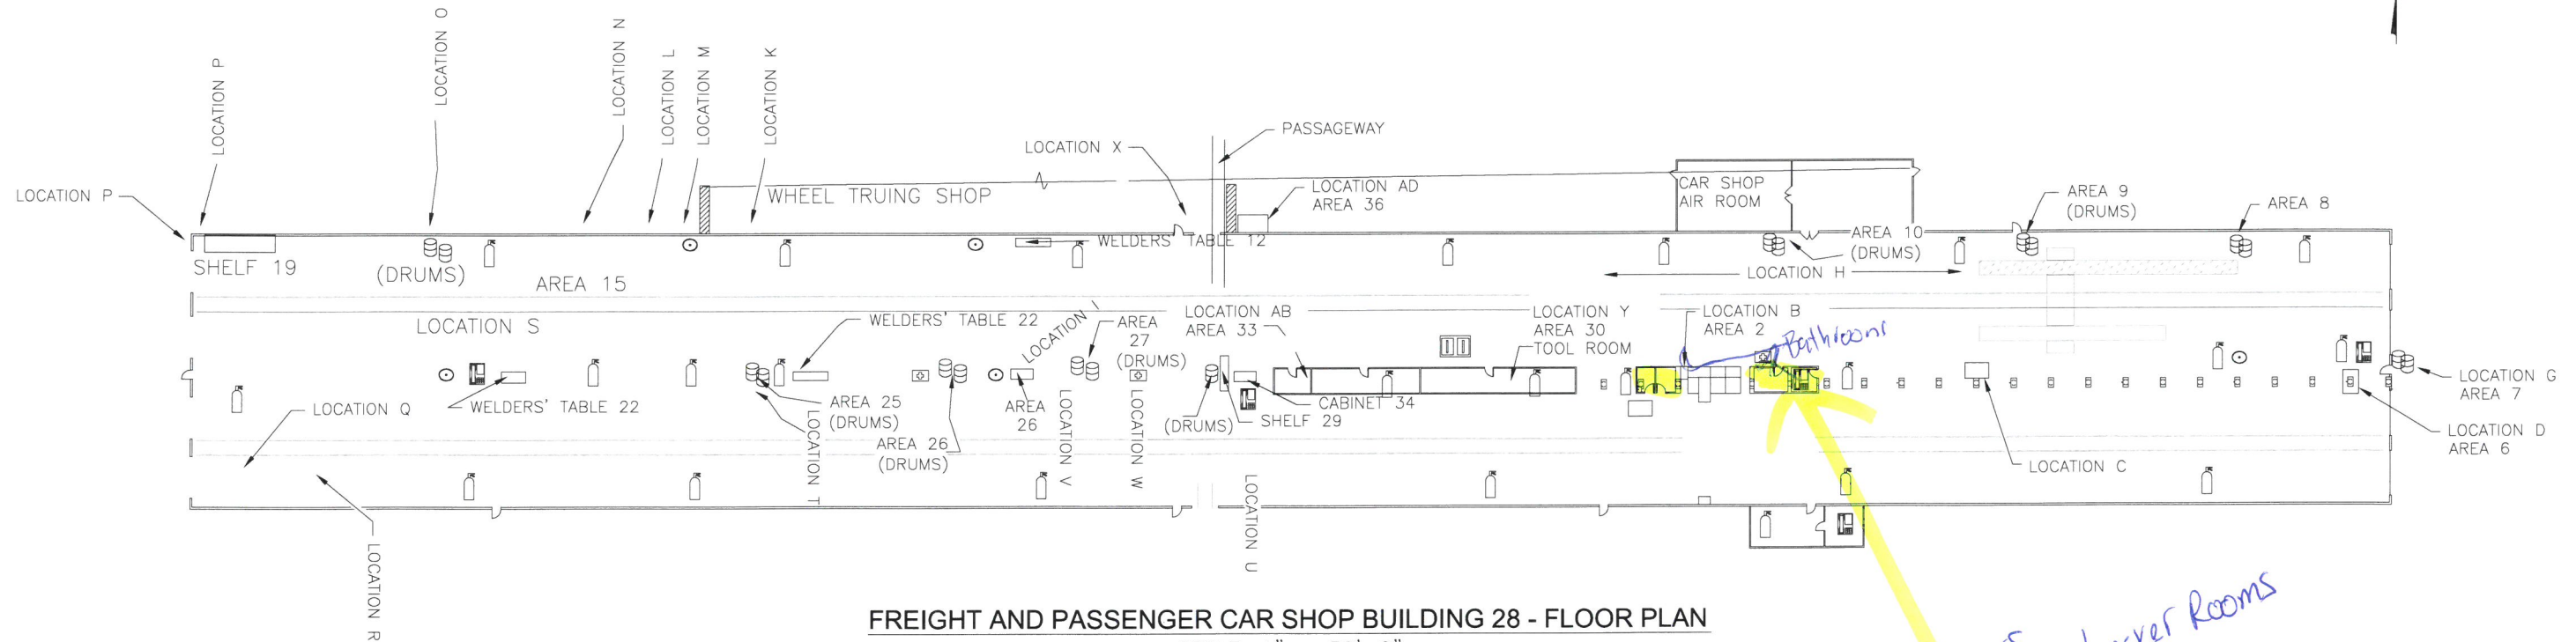 LOCATION P
LOCATION O
LOCATION N
LOCATION L
LOCATION M
LOCATION K
LOCATION X
PASSAGEWAY
LOCATION P
WHEEL TRUING SHOP
LOCATION AD
AREA 36
CAR SHOP
AIR ROOM
AREA 9
(DRUMS)
AREA 8
SHELF 19
(DRUMS)
AREA 15
WELDERS' TABLE 12
AREA 10
(DRUMS)
LOCATION H
LOCATION S
WELDERS' TABLE 22
LOCATION I
AREA
27
(DRUMS)
LOCATION AB
AREA 33
LOCATION Y
AREA 30
TOOL ROOM
LOCATION B
AREA 2
Bathrooms
LOCATION Q
WELDERS' TABLE 22
AREA 25
(DRUMS)
LOCATION T
AREA 26
(DRUMS)
AREA
26
LOCATION V
LOCATION W
(DRUMS)
CABINET 34
SHELF 29
LOCATION U
LOCATION C
LOCATION G
AREA 7
LOCATION D
AREA 6
LOCATION R
FREIGHT AND PASSENGER CAR SHOP BUILDING 28 - FLOOR PLAN
Rooms